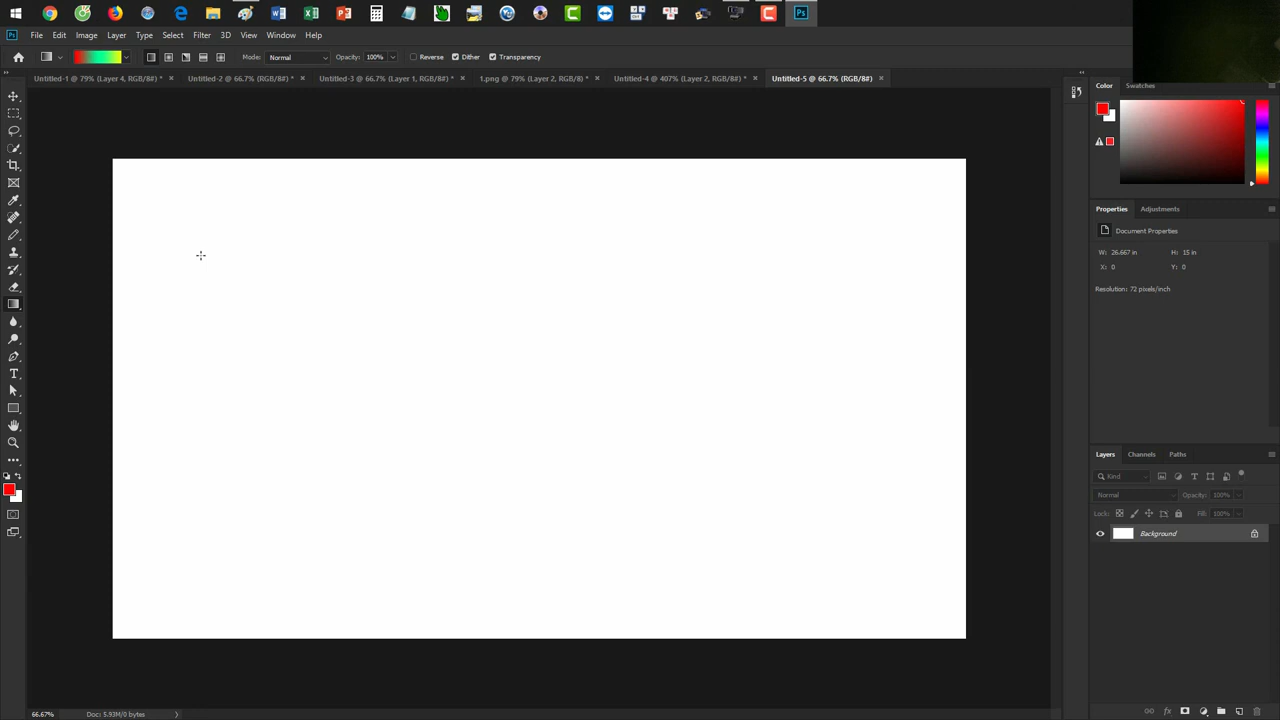 File Edit Image Layer Type Select Filter 3D View Window Help
Mode: Normal Opacity: 100% Reverse Dither Transparency
Untitled-1 @ 79% (Layer 4, RGB/8#) * Untitled-2 @ 66.7% (RGB/8#) * Untitled-3 @ 66.7% (Layer 1, RGB/8#) * 1.png @ 79% (Layer 2, RGB/8) * Untitled-4 @ 407% (Layer 2, RGB/8#) * Untitled-5 @ 66.7% (RGB/8#)
Color Swatches
Properties Adjustments
Document Properties
W: 26.667 in H: 15 in
X: 0 Y: 0
Resolution: 72 pixels/inch
Layers Channels Paths
Kind
Normal Opacity: 100%
Lock: Fill: 100%
Background
66.67% Doc: 5.93M/0 bytes